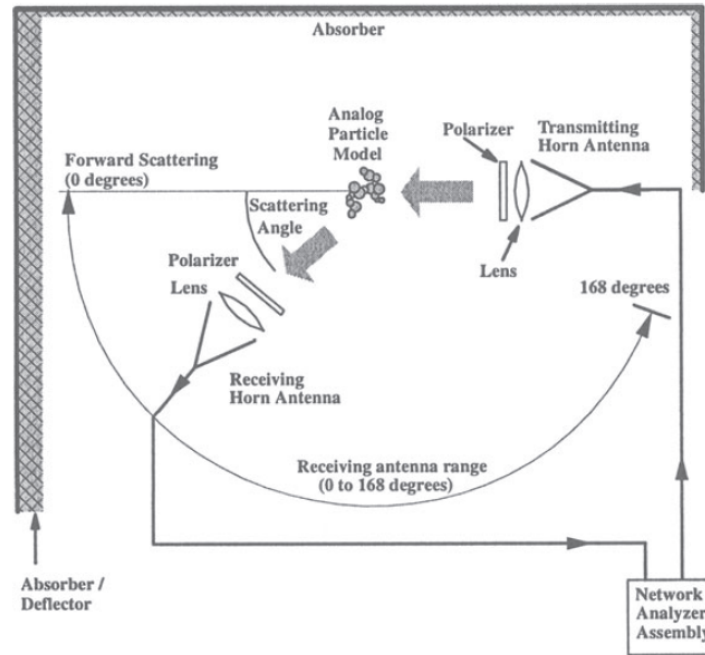 Absorber
Analog
Particle
Model
Polarizer
Transmitting
Horn Antenna
Forward Scattering
(0 degrees)
Scattering
Angle
Lens
Polarizer
Lens
168 degrees
Receiving
Horn Antenna
Receiving antenna range
(0 to 168 degrees)
Absorber /
Deflector
Network
Analyzer
Assembly